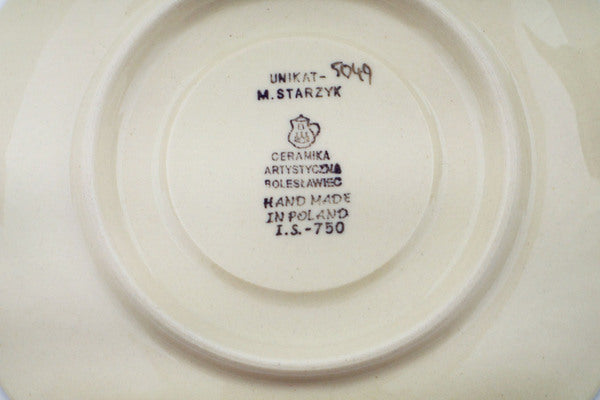 UNIKAT- 5049
M. STARZYK
CERAMIKA
ARTYSTYCZNA
BOLESŁAWIEC
HAND MADE
IN POLAND
I.S.-750